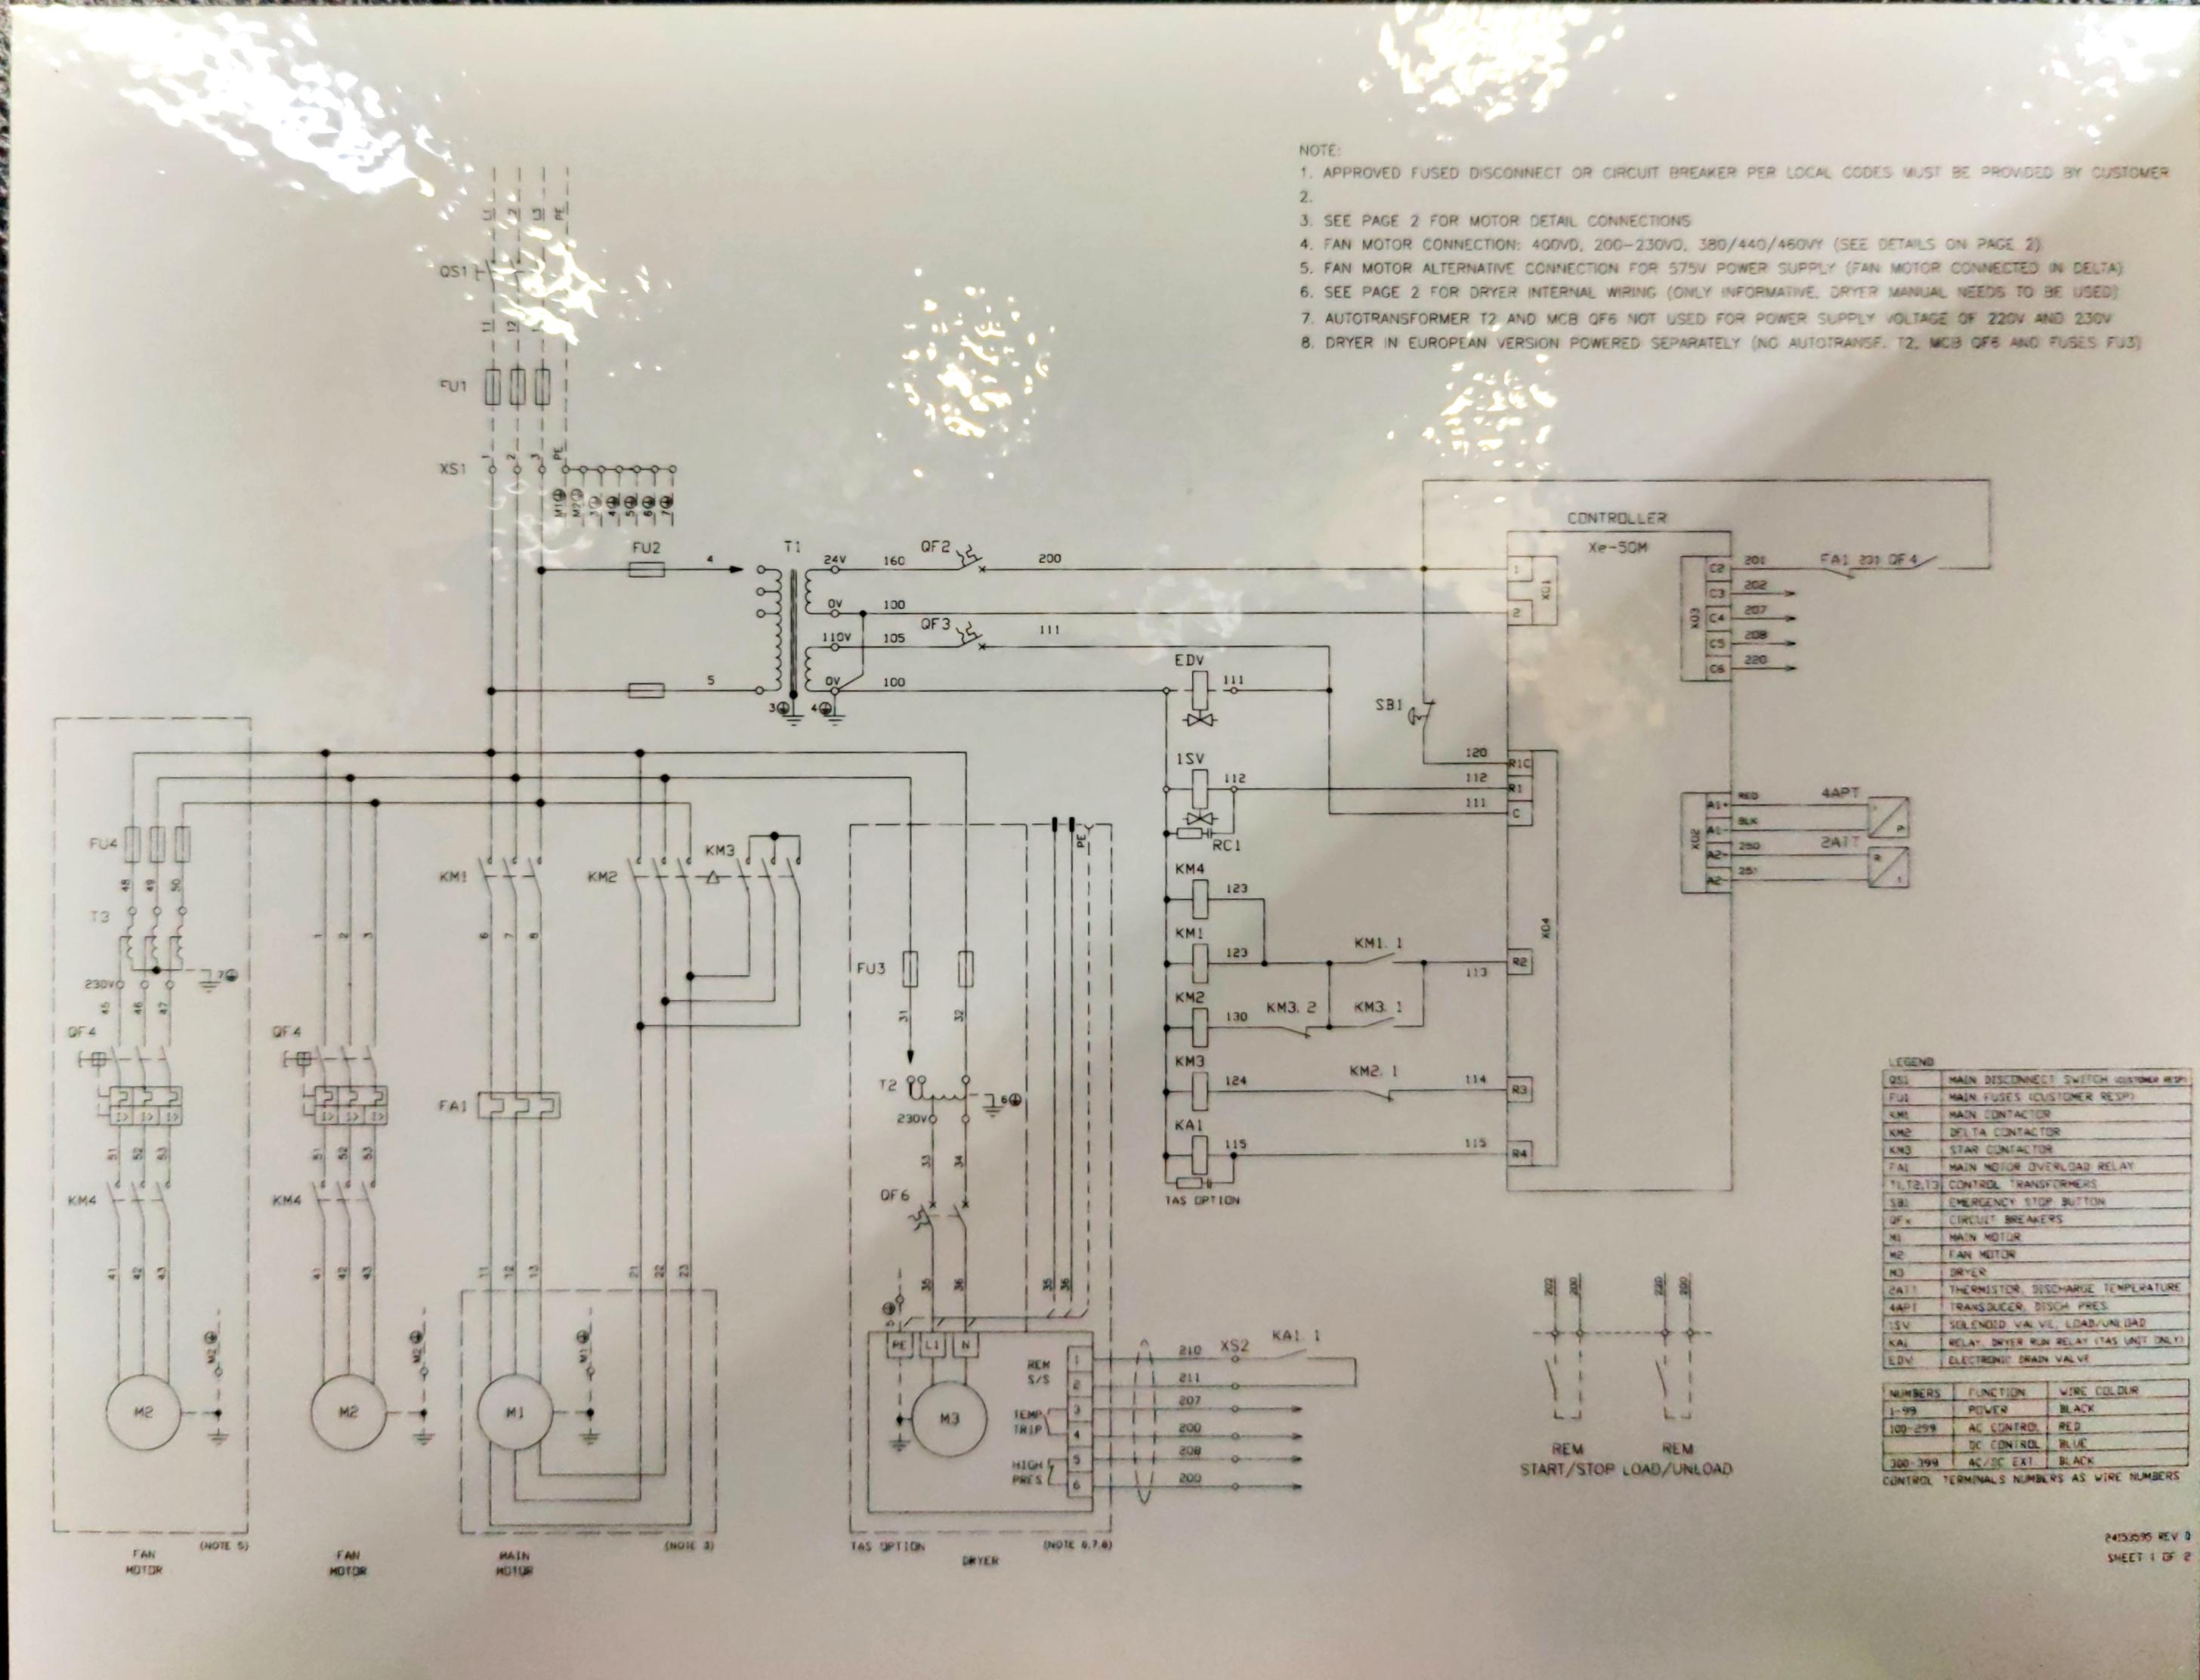 NOTE:
1. APPROVED FUSED DISCONNECT OR CIRCUIT BREAKER PER LOCAL CODES MUST BE PROVIDED BY CUSTOMER
2.
3. SEE PAGE 2 FOR MOTOR DETAIL CONNECTIONS
4. FAN MOTOR CONNECTION: 400VD, 200-230VD, 380/440/460VY (SEE DETAILS ON PAGE 2)
5. FAN MOTOR ALTERNATIVE CONNECTION FOR 575V POWER SUPPLY (FAN MOTOR CONNECTED IN DELTA)
6. SEE PAGE 2 FOR DRYER INTERNAL WIRING (ONLY INFORMATIVE, DRYER MANUAL NEEDS TO BE USED)
7. AUTOTRANSFORMER T2 AND MCB QF6 NOT USED FOR POWER SUPPLY VOLTAGE OF 220V AND 230V
8. DRYER IN EUROPEAN VERSION POWERED SEPARATELY (NO AUTOTRANSF. T2, MCB QF6 AND FUSES FU3)
L1 L2 L3 PE
QS1
11 12
FU1
XS1 1 2 3 PE
M1 M2 3 4 5 6 7
FU2 4 T1 24V 160 QF2 200
0V 100
110V 105 QF3 111
5 0V 100
3 4
CONTROLLER
Xe-50M
1 X01
2
X03
C2 201 FA1 231 QF4
C3 202
C4 207
C5 208
C6 220
EDV 111
SB1
1SV 112
RC1
120 R1C
112 R1
111 C
KM4 123
KM1 123 KM1.1 113 R2
KM2 130 KM3.2 KM3.1
KM3 124 KM2.1 114 R3
KA1 115 115 R4
TAS OPTION
X04
X02
A1+ RED 4APT
A1- BLK P
A2+ 250 2ATT
A2- 251
FU4
48 49 50
T3
230V 7
45 46 47
QF4
I> I> I>
51 52 53
KM4
41 42 43
M2
M2
FAN
MOTOR
(NOTE 5)
1 2 3
QF4
I> I> I>
51 52 53
KM4
41 42 43
M2
M2
FAN
MOTOR
KM1 KM2 KM3
6 7 8
FA1
11 12 13 21 22 23
M1
M1
MAIN
MOTOR
(NOTE 3)
PE
FU3
31 32
T2 6
230V
33 34
QF6
35 36 35 36
PE L1 N
M3
REM
S/S
TEMP
TRIP
HIGH
PRES
1 210 XS2 KA1.1
2 211
3 207
4 200
5 208
6 200
TAS OPTION
DRYER
(NOTE 6,7,8)
202 200 220 200
REM REM
START/STOP LOAD/UNLOAD
LEGEND
QS1 MAIN DISCONNECT SWITCH (CUSTOMER RESP)
FU1 MAIN FUSES (CUSTOMER RESP)
KM1 MAIN CONTACTOR
KM2 DELTA CONTACTOR
KM3 STAR CONTACTOR
FA1 MAIN MOTOR OVERLOAD RELAY
T1,T2,T3 CONTROL TRANSFORMERS
SB1 EMERGENCY STOP BUTTON
QFx CIRCUIT BREAKERS
M1 MAIN MOTOR
M2 FAN MOTOR
M3 DRYER
2ATT THERMISTOR, DISCHARGE TEMPERATURE
4APT TRANSDUCER, DISCH PRES
1SV SOLENOID VALVE, LOAD/UNLOAD
KA1 RELAY, DRYER RUN RELAY (TAS UNIT ONLY)
EDV ELECTRONIC DRAIN VALVE
NUMBERS FUNCTION WIRE COLOUR
1-99 POWER BLACK
100-299 AC CONTROL RED
DC CONTROL BLUE
300-399 AC/DC EXT. BLACK
CONTROL TERMINALS NUMBERS AS WIRE NUMBERS
24153595 REV D
SHEET 1 OF 2